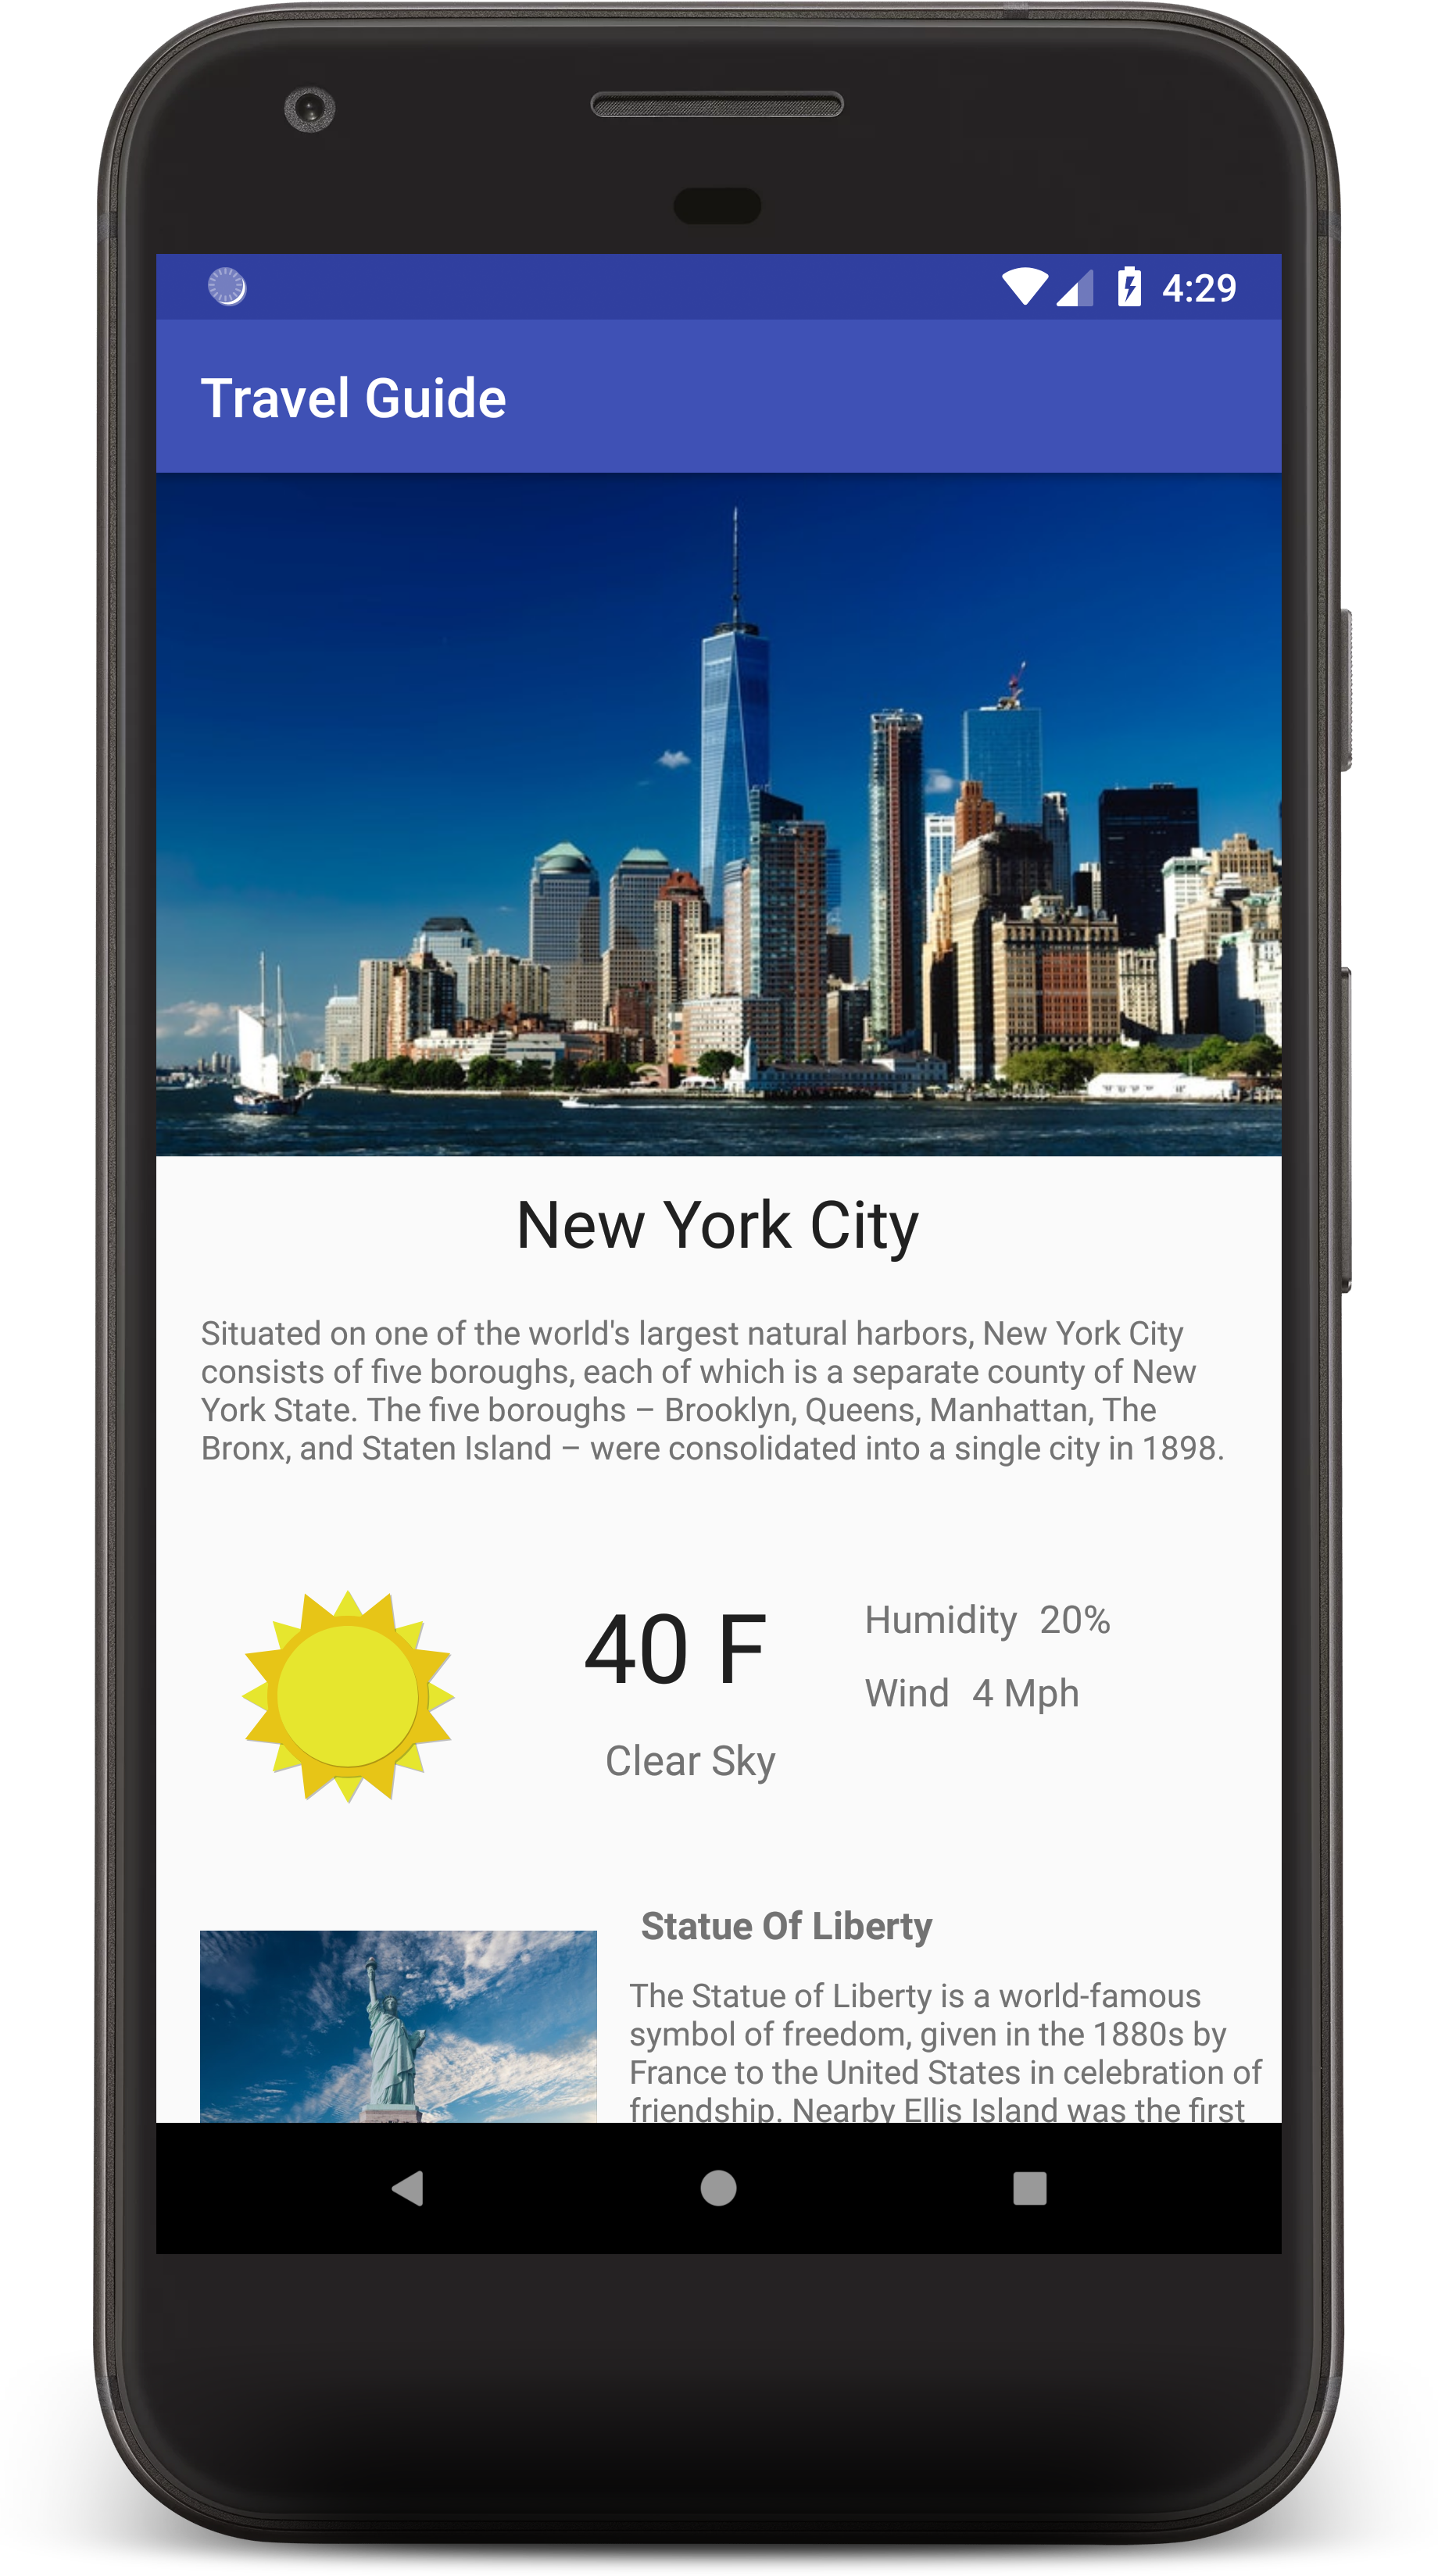 4:29
Travel Guide
New York City
Situated on one of the world's largest natural harbors, New York City
consists of five boroughs, each of which is a separate county of New
York State. The five boroughs – Brooklyn, Queens, Manhattan, The
Bronx, and Staten Island – were consolidated into a single city in 1898.
40 F
Clear Sky
Humidity 20%
Wind 4 Mph
Statue Of Liberty
The Statue of Liberty is a world-famous
symbol of freedom, given in the 1880s by
France to the United States in celebration of
friendship. Nearby Ellis Island was the first